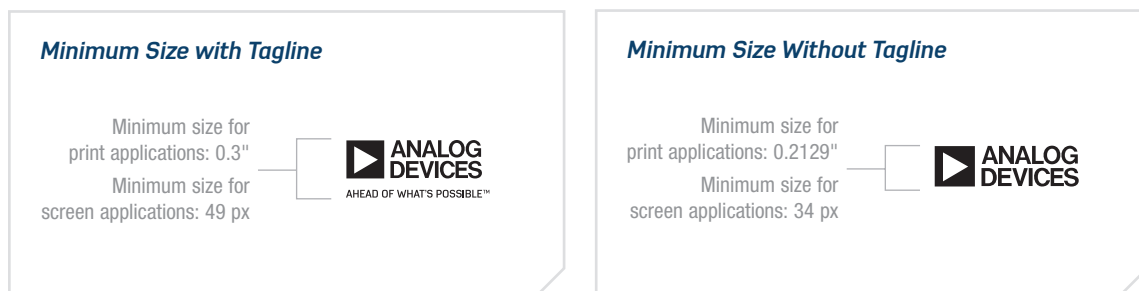 Minimum Size with Tagline
Minimum size for
print applications: 0.3"
Minimum size for
screen applications: 49 px
ANALOG
DEVICES
AHEAD OF WHAT'S POSSIBLE™
Minimum Size Without Tagline
Minimum size for
print applications: 0.2129"
Minimum size for
screen applications: 34 px
ANALOG
DEVICES